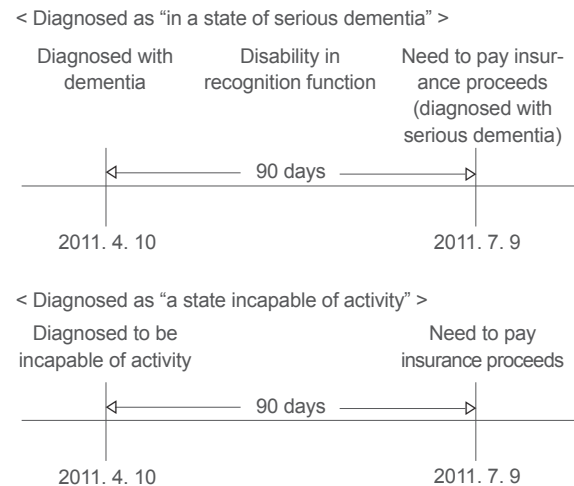 < Diagnosed as “in a state of serious dementia” >
Diagnosed with
dementia
Disability in
recognition function
Need to pay insur-
ance proceeds
(diagnosed with
serious dementia)
90 days
2011. 4. 10
2011. 7. 9
< Diagnosed as “a state incapable of activity” >
Diagnosed to be
incapable of activity
Need to pay
insurance proceeds
90 days
2011. 4. 10
2011. 7. 9